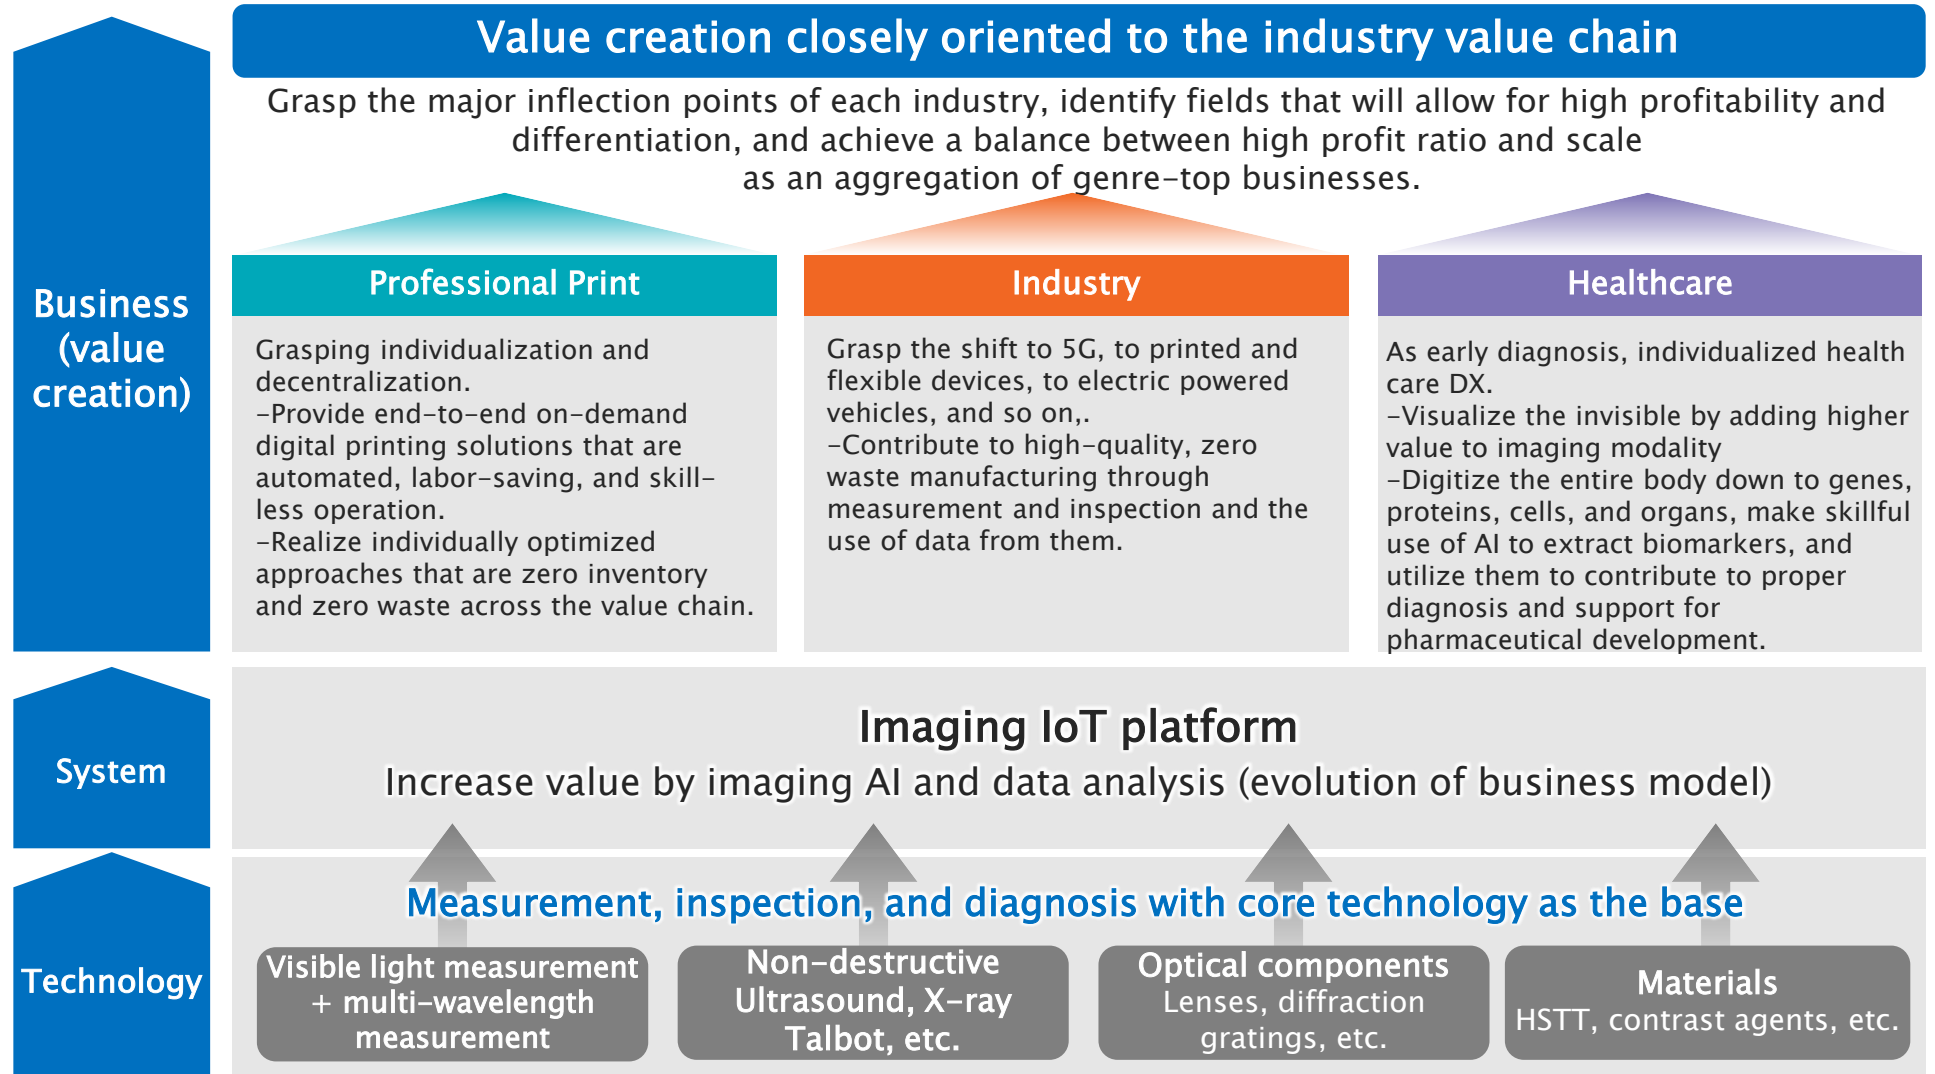 Value creation closely oriented to the industry value chain
Grasp the major inflection points of each industry, identify fields that will allow for high profitability and
differentiation, and achieve a balance between high profit ratio and scale
as an aggregation of genre-top businesses.
Business
(value
creation)
Professional Print
Grasping individualization and
decentralization.
-Provide end-to-end on-demand
digital printing solutions that are
automated, labor-saving, and skill-
less operation.
-Realize individually optimized
approaches that are zero inventory
and zero waste across the value chain.
Industry
Grasp the shift to 5G, to printed and
flexible devices, to electric powered
vehicles, and so on,.
-Contribute to high-quality, zero
waste manufacturing through
measurement and inspection and the
use of data from them.
Healthcare
As early diagnosis, individualized health
care DX.
-Visualize the invisible by adding higher
value to imaging modality
-Digitize the entire body down to genes,
proteins, cells, and organs, make skillful
use of AI to extract biomarkers, and
utilize them to contribute to proper
diagnosis and support for
pharmaceutical development.
System
Imaging IoT platform
Increase value by imaging AI and data analysis (evolution of business model)
Technology
Measurement, inspection, and diagnosis with core technology as the base
Visible light measurement
+ multi-wavelength
measurement
Non-destructive
Ultrasound, X-ray
Talbot, etc.
Optical components
Lenses, diffraction
gratings, etc.
Materials
HSTT, contrast agents, etc.